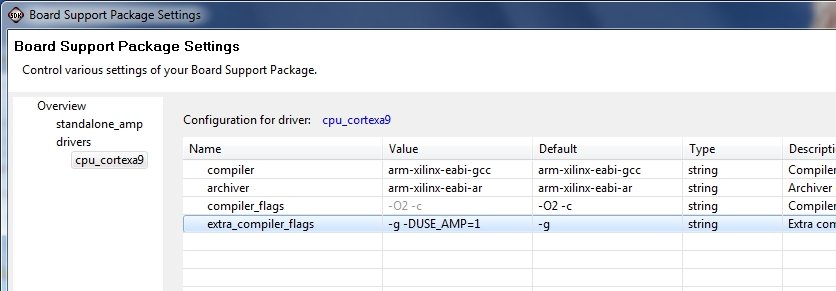 SDK Board Support Package Settings
Board Support Package Settings
Control various settings of your Board Support Package.
Overview
standalone_amp
drivers
cpu_cortexa9
Configuration for driver: cpu_cortexa9
Name Value Default Type Descripti
compiler arm-xilinx-eabi-gcc arm-xilinx-eabi-gcc string Compiler
archiver arm-xilinx-eabi-ar arm-xilinx-eabi-ar string Archiver
compiler_flags -O2 -c -O2 -c string Compiler
extra_compiler_flags -g -DUSE_AMP=1 -g string Extra com